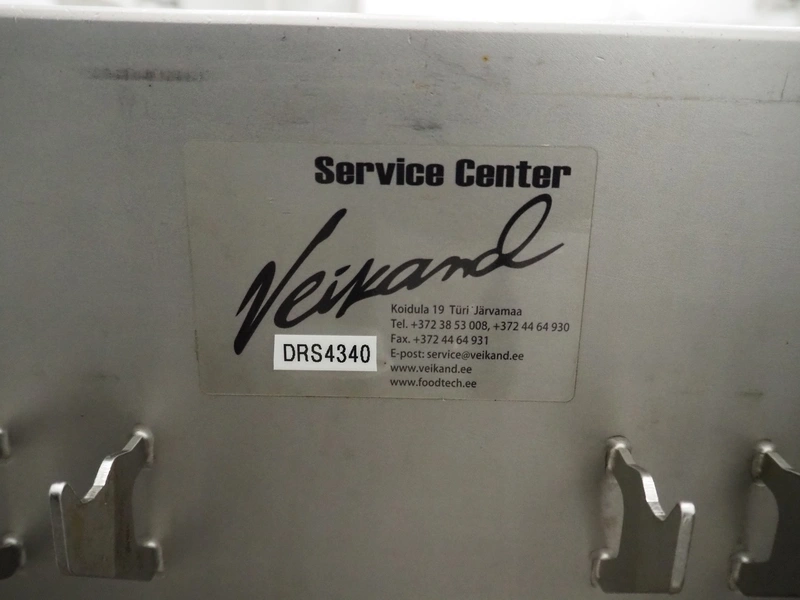 Service Center
Veikand
Koidula 19 Türi Järvamaa
Tel. +372 38 53 008, +372 44 64 930
Fax. +372 44 64 931
DRS4340
E-post: service@veikand.ee
www.veikand.ee
www.foodtech.ee